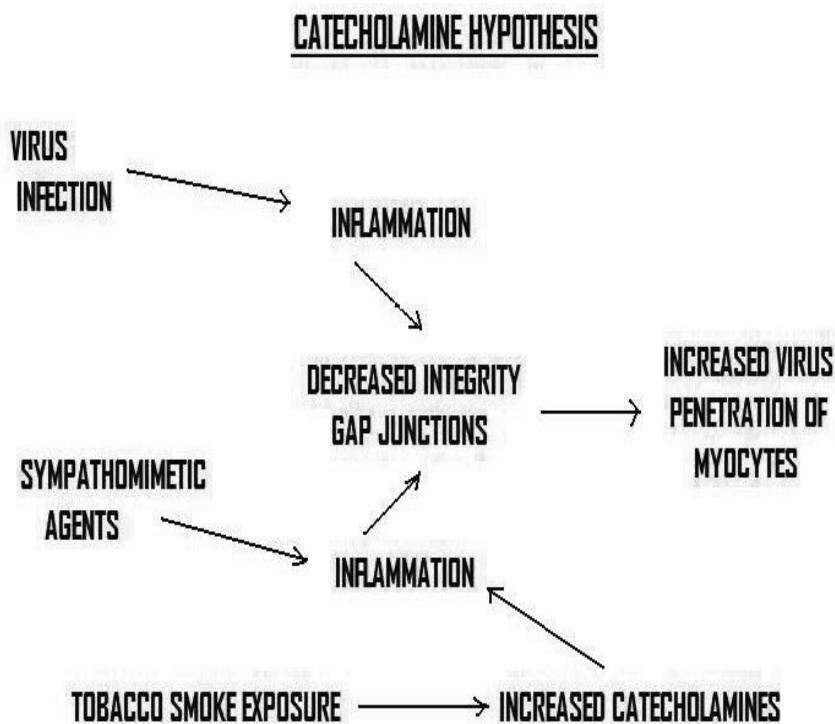 CATECHOLAMINE HYPOTHESIS
VIRUS
INFECTION
INFLAMMATION
DECREASED INTEGRITY
GAP JUNCTIONS
INCREASED VIRUS
PENETRATION OF
MYOCYTES
SYMPATHOMIMETIC
AGENTS
INFLAMMATION
TOBACCO SMOKE EXPOSURE
INCREASED CATECHOLAMINES